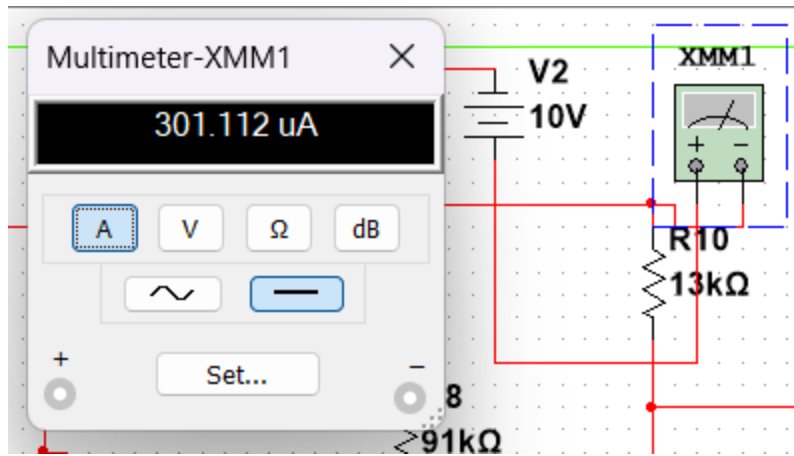 Multimeter-XMM1
301.112 uA
A
V
Ω
dB
Set...
+
−
V2
10V
XMM1
+
−
R10
13kΩ
8
91kΩ